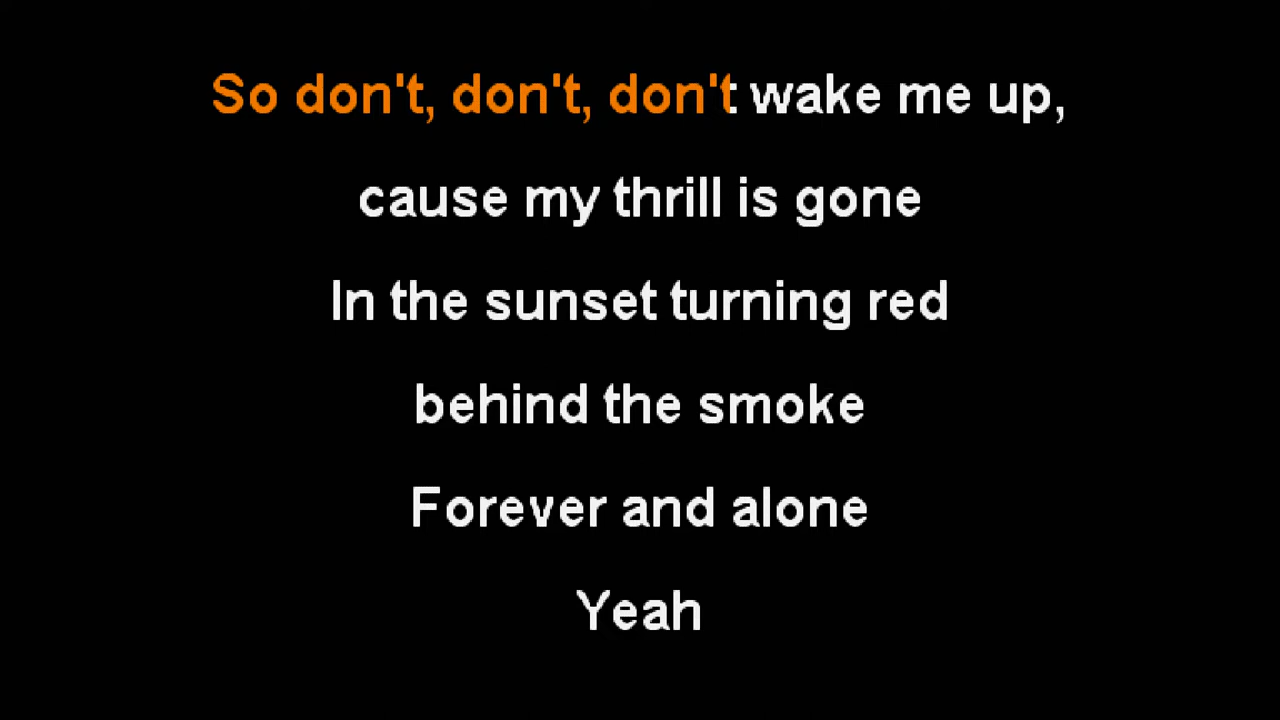 So don't, don't, don't wake me up,
cause my thrill is gone
In the sunset turning red
behind the smoke
Forever and alone
Yeah